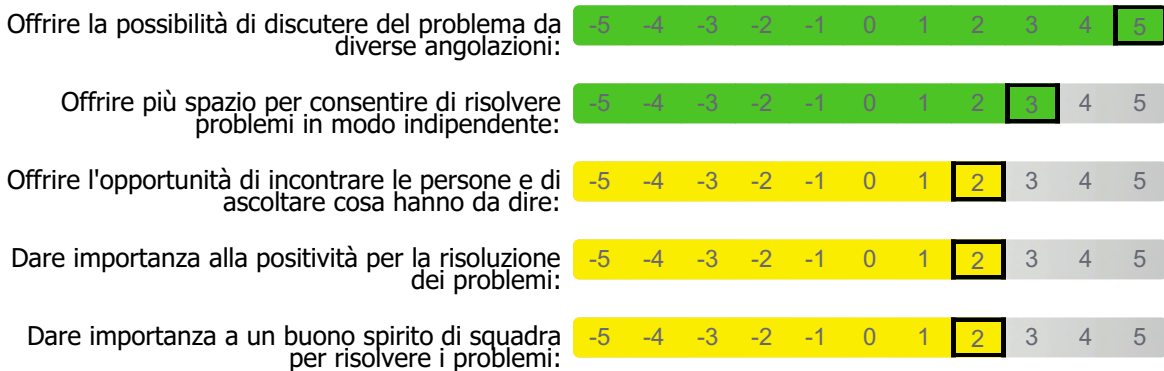 Offrire la possibilità di discutere del problema da
diverse angolazioni:
-5 -4 -3 -2 -1 0 1 2 3 4 5
Offrire più spazio per consentire di risolvere
problemi in modo indipendente:
-5 -4 -3 -2 -1 0 1 2 3 4 5
Offrire l'opportunità di incontrare le persone e di
ascoltare cosa hanno da dire:
-5 -4 -3 -2 -1 0 1 2 3 4 5
Dare importanza alla positività per la risoluzione
dei problemi:
-5 -4 -3 -2 -1 0 1 2 3 4 5
Dare importanza a un buono spirito di squadra
per risolvere i problemi:
-5 -4 -3 -2 -1 0 1 2 3 4 5